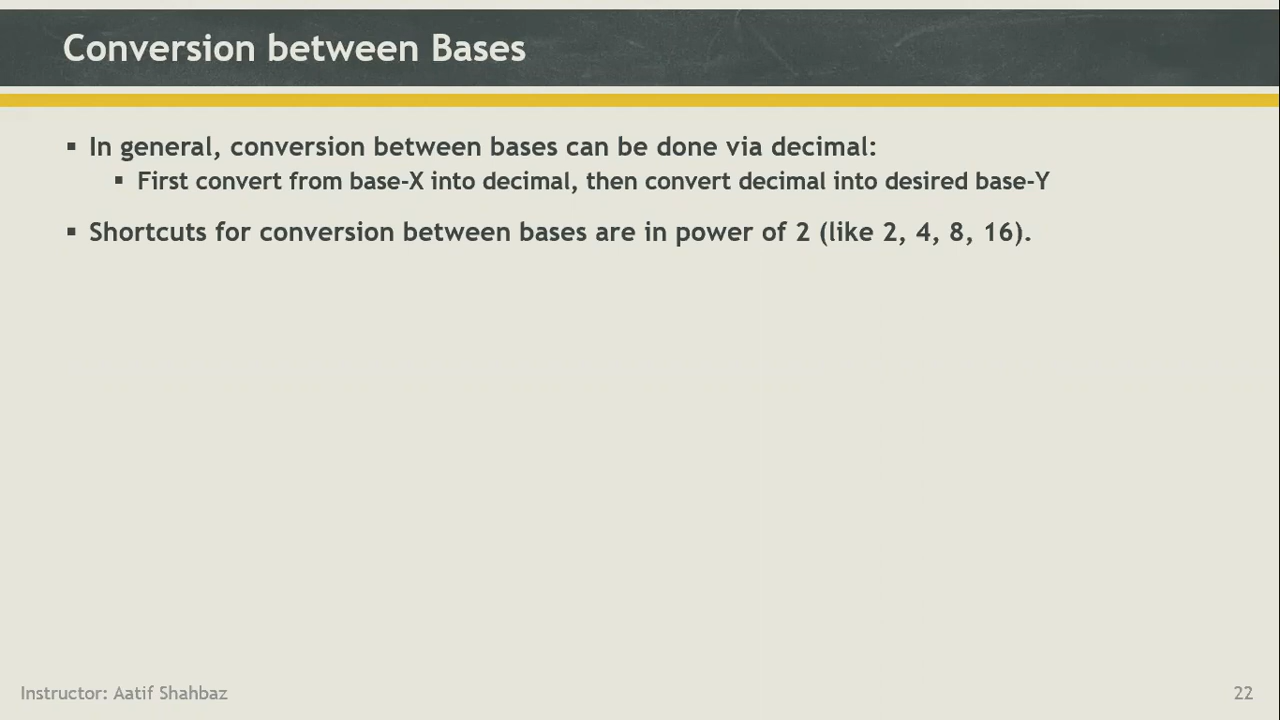 Conversion between Bases
▪ In general, conversion between bases can be done via decimal:
▪ First convert from base-X into decimal, then convert decimal into desired base-Y
▪ Shortcuts for conversion between bases are in power of 2 (like 2, 4, 8, 16).
Instructor: Aatif Shahbaz
22